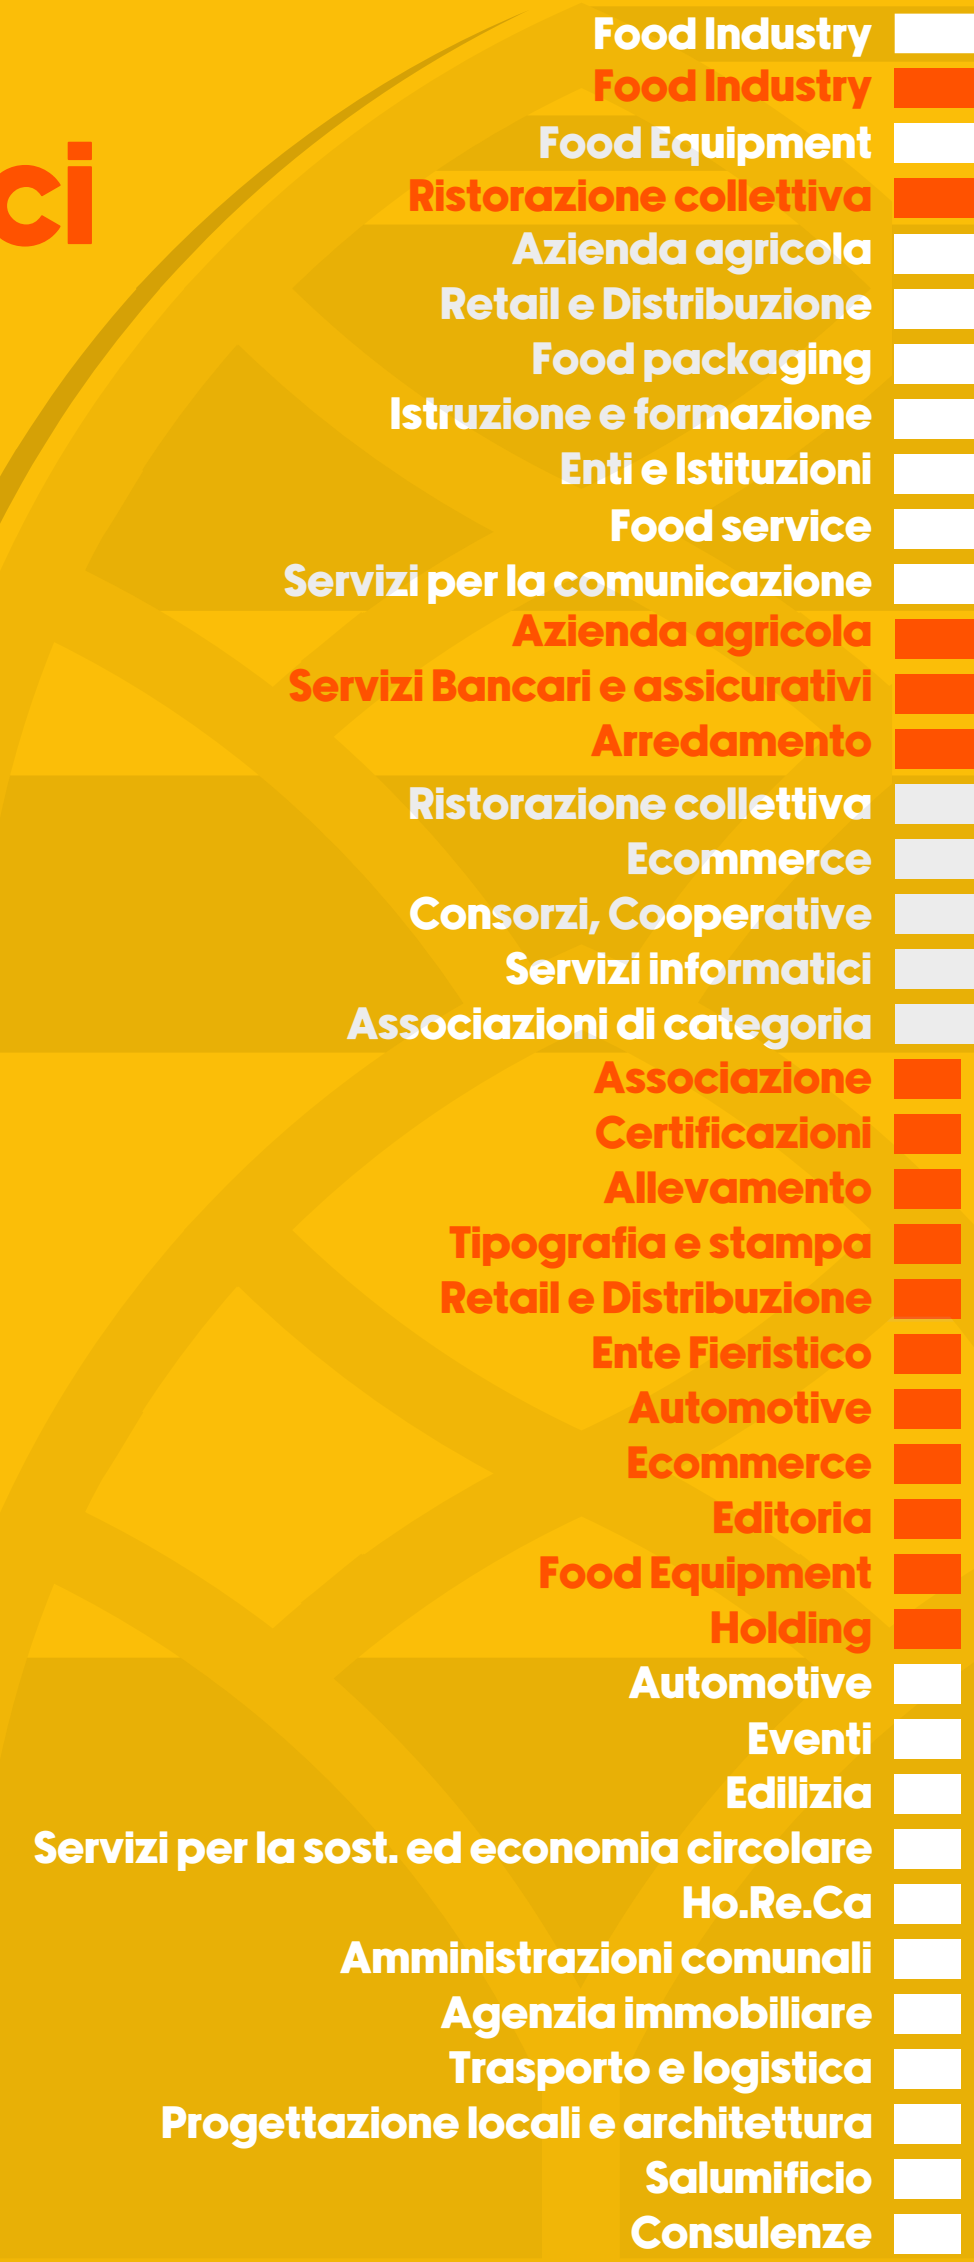 Food Industry
Food Industry
ci
Food Equipment
Ristorazione collettiva
Azienda agricola
Retail e Distribuzione
Food packaging
Istruzione e formazione
Enti e Istituzioni
Food service
Servizi per la comunicazione
Azienda agricola
Servizi Bancari e assicurativi
Arredamento
Ristorazione collettiva
Ecommerce
Consorzi, Cooperative
Servizi informatici
Associazioni di categoria
Associazione
Certificazioni
Allevamento
Tipografia e stampa
Retail e Distribuzione
Ente Fieristico
Automotive
Ecommerce
Editoria
Food Equipment
Holding
Automotive
Eventi
Edilizia
Servizi per la sost. ed economia circolare
Ho.Re.Ca
Amministrazioni comunali
Agenzia immobiliare
Trasporto e logistica
Progettazione locali e architettura
Salumificio
Consulenze